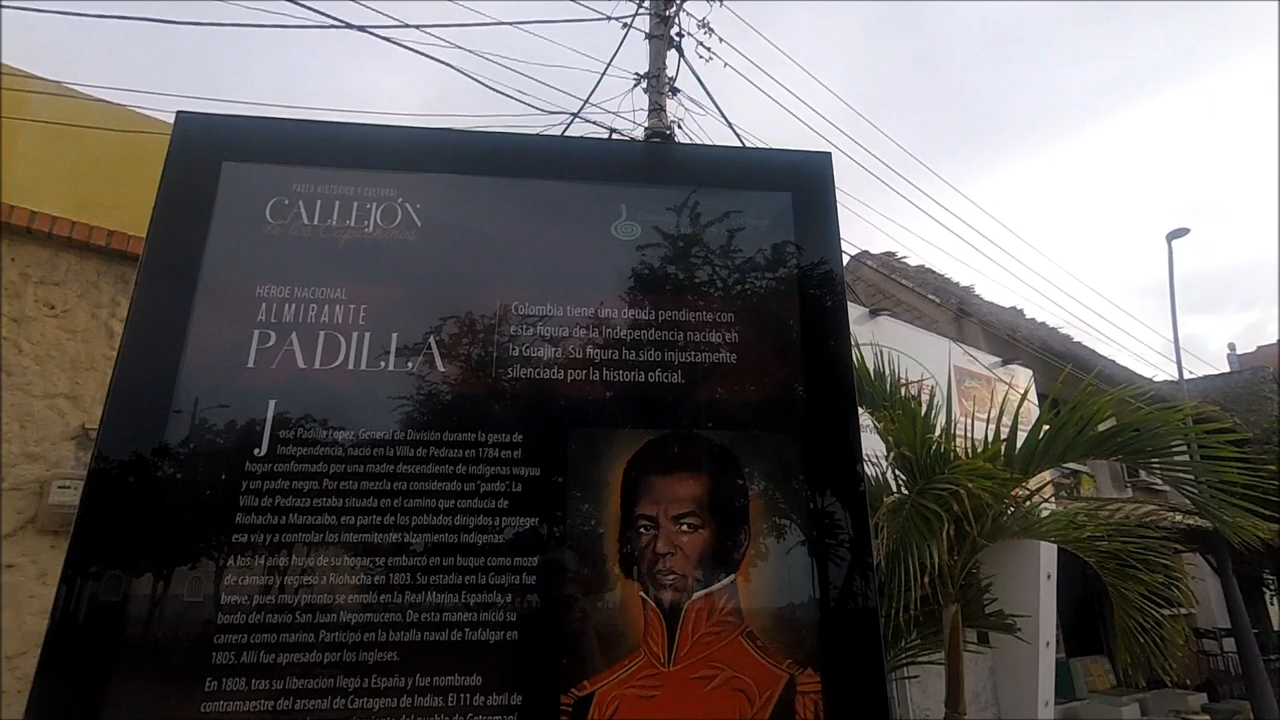 PASEO HISTÓRICO Y CULTURAL
CALLEJÓN
de los Capuchinos
HÉROE NACIONAL
ALMIRANTE
PADILLA
Colombia tiene una deuda pendiente con
esta figura de la Independencia nacido en
la Guajira. Su figura ha sido injustamente
silenciada por la historia oficial.
José Padilla Lopez, General de División durante la gesta de
Independencia, nació en la Villa de Pedraza en 1784 en el
hogar conformado por una madre descendiente de indígenas wayuu
y un padre negro. Por esta mezcla era considerado un "pardo". La
Villa de Pedraza estaba situada en el camino que conducía de
Riohacha a Maracaibo, era parte de los poblados dirigidos a proteger
esa vía y a controlar los intermitentes alzamientos indígenas.
A los 14 años huyó de su hogar; se embarcó en un buque como mozo
de cámara y regresó a Riohacha en 1803. Su estadía en la Guajira fue
breve, pues muy pronto se enroló en la Real Marina Española, a
bordo del navío San Juan Nepomuceno. De esta manera inició su
carrera como marino. Participó en la batalla naval de Trafalgar en
1805. Allí fue apresado por los ingleses.
En 1808, tras su liberación llegó a España y fue nombrado
contramaestre del arsenal de Cartagena de Indias. El 11 de abril de
del pueblo de Getsemaní